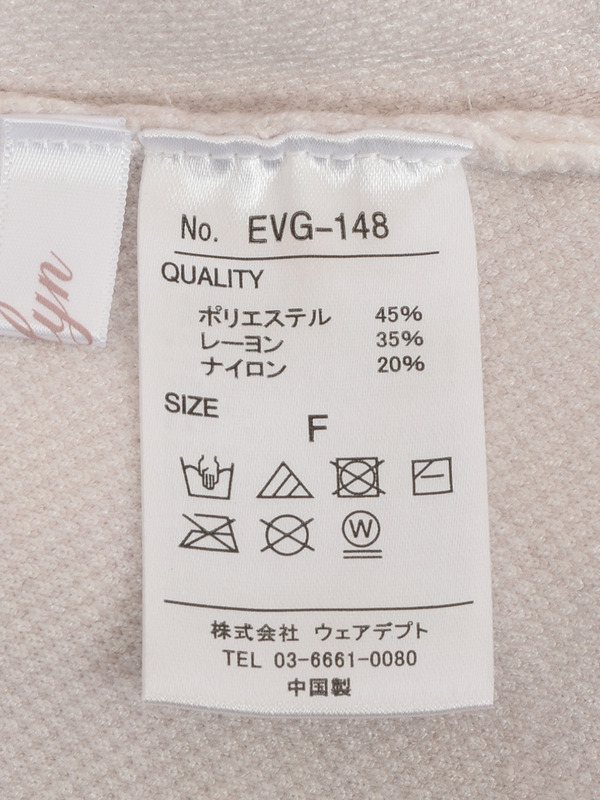 No. EVG-148
QUALITY
ポリエステル 45%
レーヨン 35%
ナイロン 20%
SIZE
F
W
株式会社 ウェアデプト
TEL 03-6661-0080
中国製